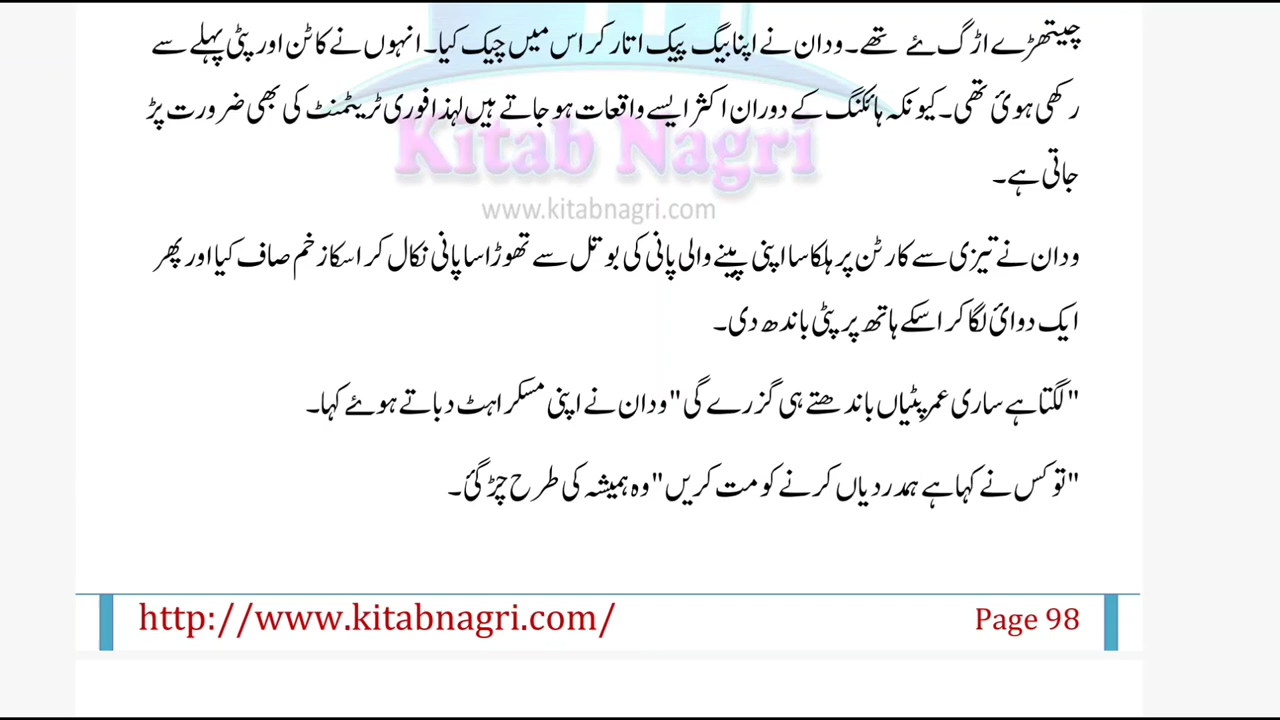 چیتھڑے اڑ گ ئے تھے۔ ودان نے اپنا بیگ پیک اتار کر اس میں چیک کیا۔ انہوں نے کاٹن اور پٹی پہلے سے
رکھی ہوئ تھی۔ کیونکہ ہائکنگ کے دوران اکثر ایسے واقعات ہو جاتے ہیں لہذا فوری ٹریٹمنٹ کی بھی ضرورت پڑ
جاتی ہے۔
Kitab Nagri
www.kitabnagri.com
ودان نے تیزی سے کارٹن پر ہلکا سا اپنی پینے والی پانی کی بوتل سے تھوڑا سا پانی نکال کر اسکا زخم صاف کیا اور پھر
ایک دوائ لگا کر اسکے ہاتھ پر پٹی باندھ دی۔
"لگتا ہے ساری عمر پٹیاں باندھتے ہی گزرے گی" ودان نے اپنی مسکراہٹ دباتے ہوئے کہا۔
"تو کس نے کہا ہے ہمدردیاں کرنے کو مت کریں" وہ ہمیشہ کی طرح چڑ گئ۔
http://www.kitabnagri.com/ Page 98